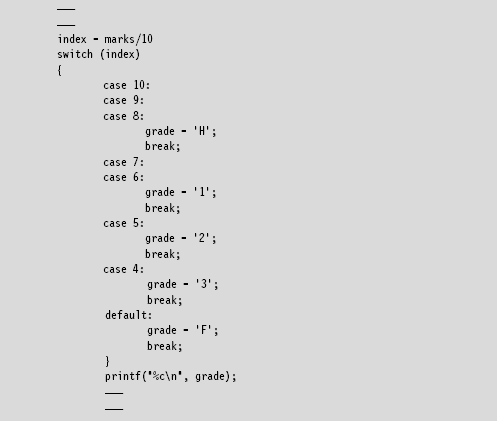 index = marks/10
switch (index)
{
case 10:
case 9:
case 8:
grade = 'H';
break;
case 7:
case 6:
grade = '1';
break;
case 5:
grade = '2';
break;
case 4:
grade = '3';
break;
default:
grade = 'F';
break;
}
printf("%c\n", grade);